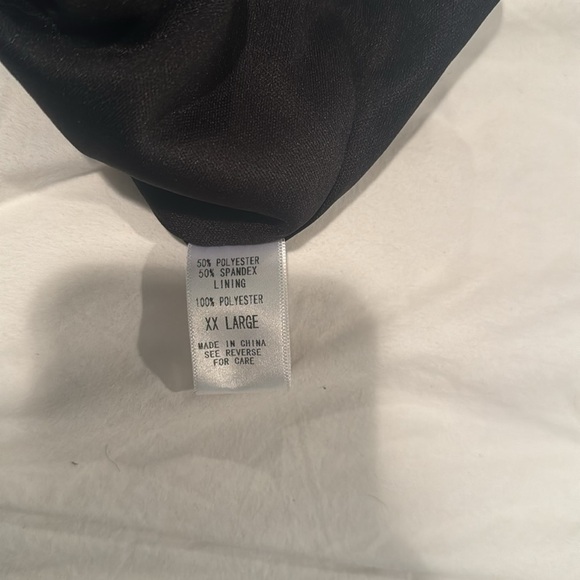 50% POLYESTER
50% SPANDEX
LINING
100% POLYESTER
XX LARGE
MADE IN CHINA
SEE REVERSE
FOR CARE